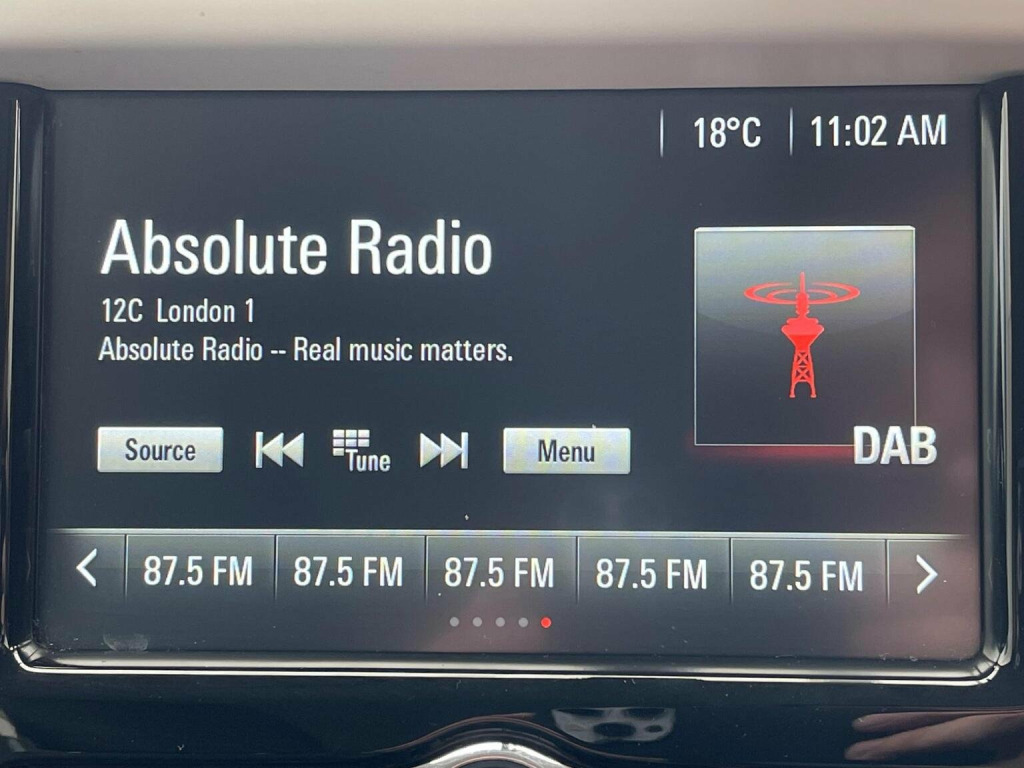 18°C 11:02 AM
Absolute Radio
12C London 1
Absolute Radio -- Real music matters.
Source Tune Menu
DAB
87.5 FM 87.5 FM 87.5 FM 87.5 FM 87.5 FM